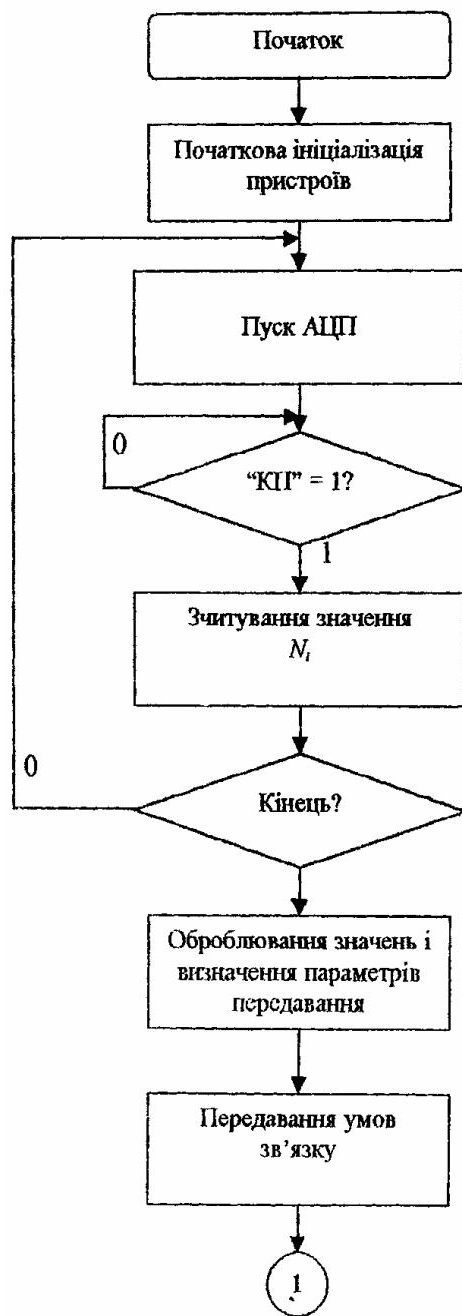 Початок
Початкова ініціалізація
пристроїв
Пуск АЦП
0
“КП” = 1?
1
Зчитування значення
Nᵢ
0
Кінець?
Оброблювання значень і
визначення параметрів
передавання
Передавання умов
зв’язку
1